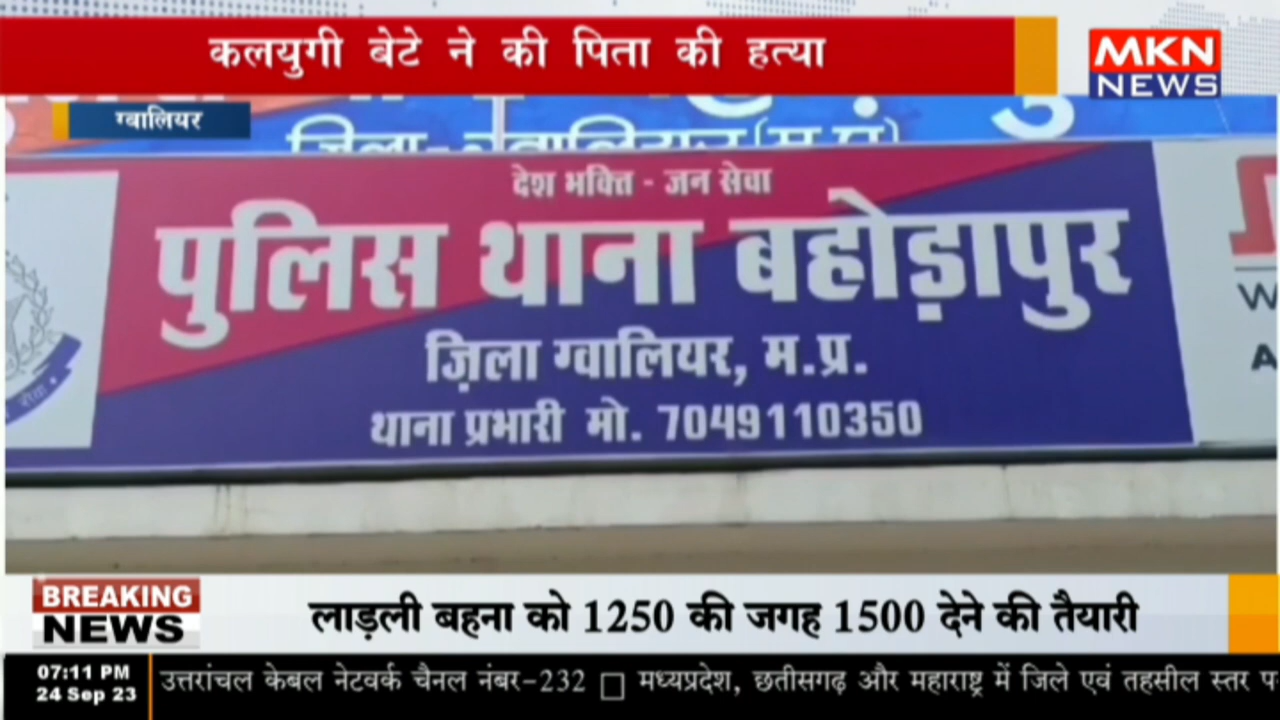 कलयुगी बेटे ने की पिता की हत्या
MKN
NEWS
ग्वालियर
जिला-ग्वालियर(म.प्र.)
देश भक्ति - जन सेवा
पुलिस थाना बहोड़ापुर
ज़िला ग्वालियर, म.प्र.
थाना प्रभारी मो. 7049110350
BREAKING
NEWS
लाड़ली बहना को 1250 की जगह 1500 देने की तैयारी
07:11 PM
24 Sep 23
उत्तरांचल केबल नेटवर्क चैनल नंबर-232 □ मध्यप्रदेश, छतीसगढ़ और महाराष्ट्र में जिले एवं तहसील स्तर